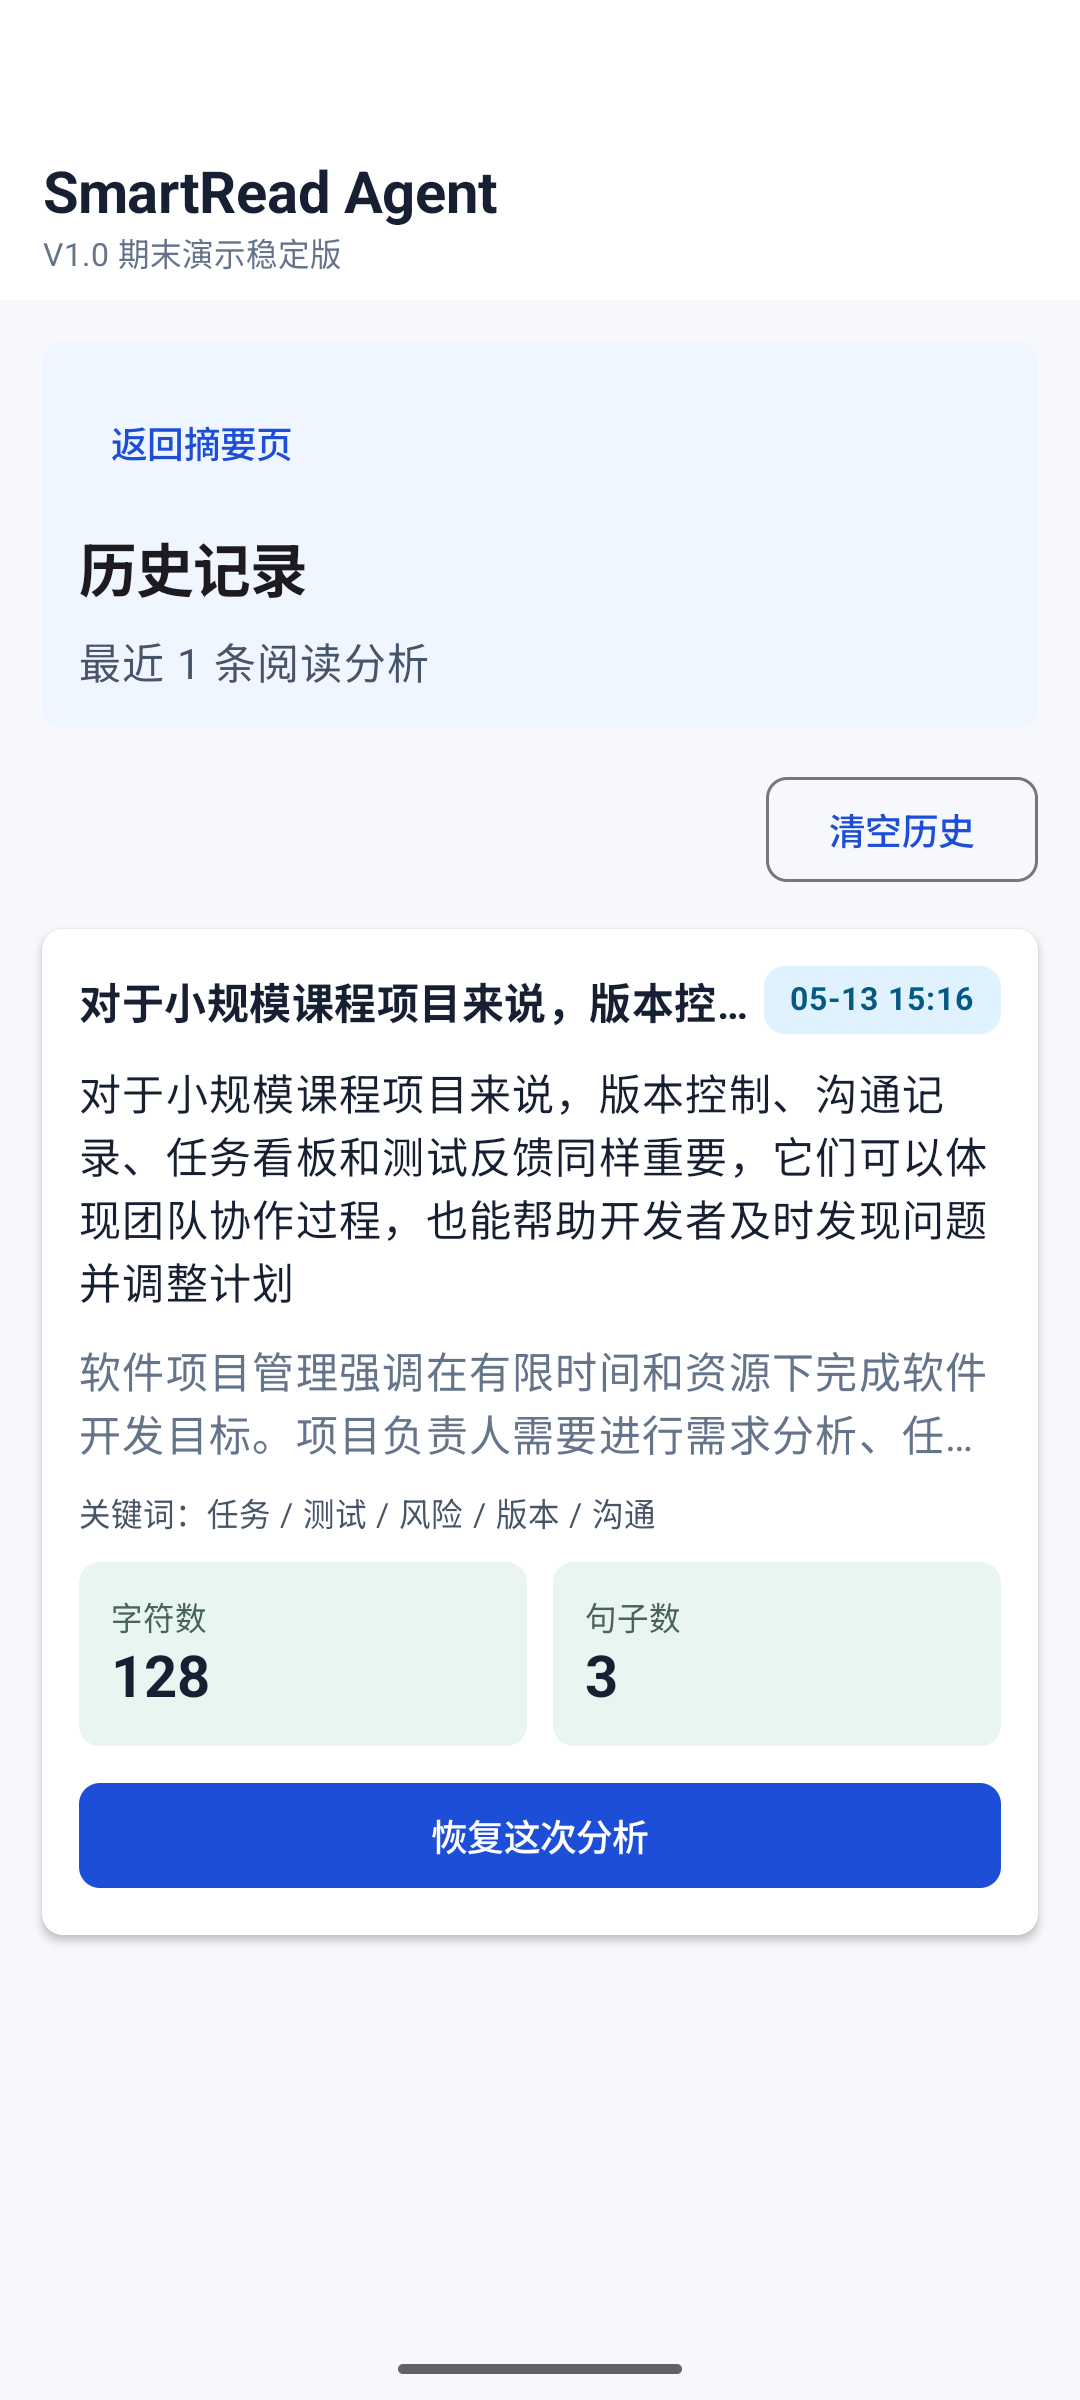 SmartRead Agent
V1.0 期末演示稳定版
返回摘要页
历史记录
最近 1 条阅读分析
清空历史
对于小规模课程项目来说，版本控…
05-13 15:16
对于小规模课程项目来说，版本控制、沟通记
录、任务看板和测试反馈同样重要，它们可以体
现团队协作过程，也能帮助开发者及时发现问题
并调整计划
软件项目管理强调在有限时间和资源下完成软件
开发目标。项目负责人需要进行需求分析、任…
关键词：任务 / 测试 / 风险 / 版本 / 沟通
字符数
128
句子数
3
恢复这次分析